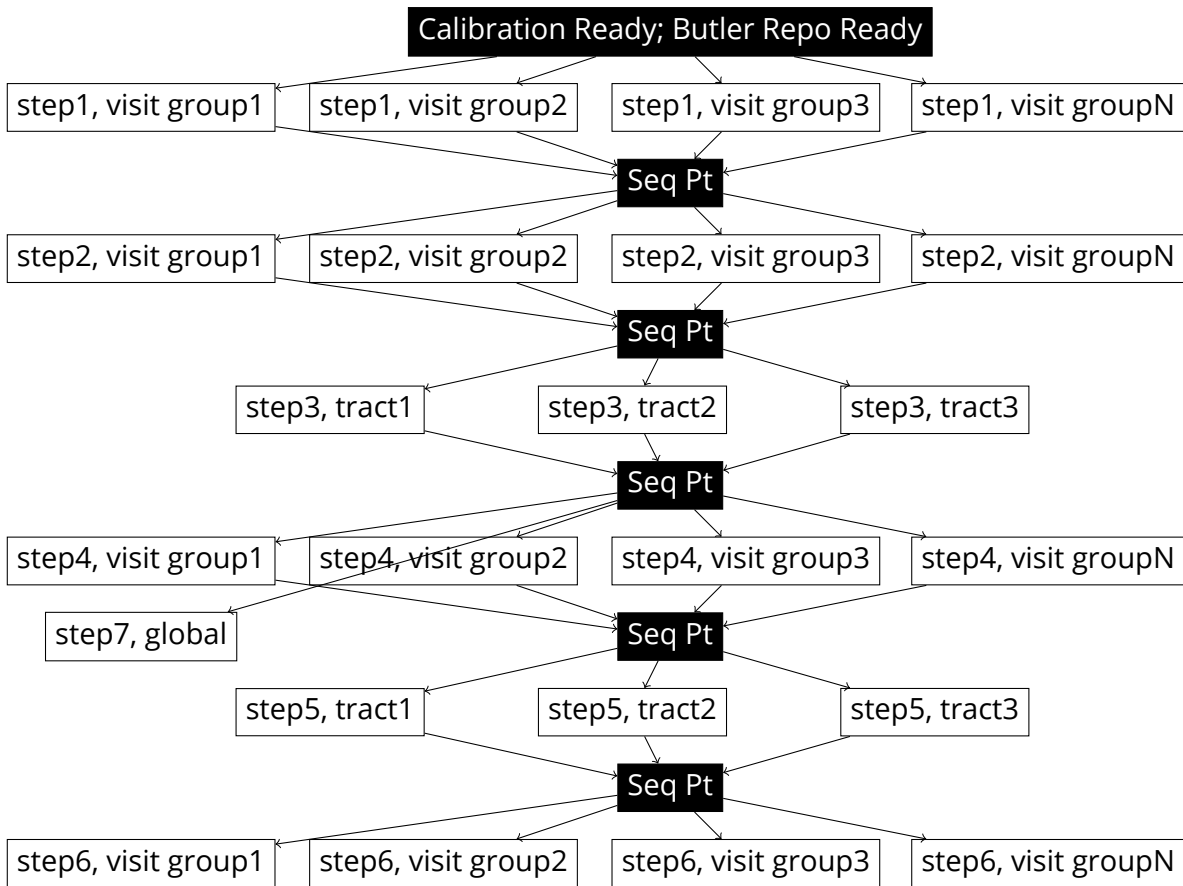 Calibration Ready; Butler Repo Ready
step1, visit group1
step1, visit group2
step1, visit group3
step1, visit groupN
Seq Pt
step2, visit group1
step2, visit group2
step2, visit group3
step2, visit groupN
Seq Pt
step3, tract1
step3, tract2
step3, tract3
Seq Pt
step4, visit group1
step4, visit group2
step4, visit group3
step4, visit groupN
step7, global
Seq Pt
step5, tract1
step5, tract2
step5, tract3
Seq Pt
step6, visit group1
step6, visit group2
step6, visit group3
step6, visit groupN